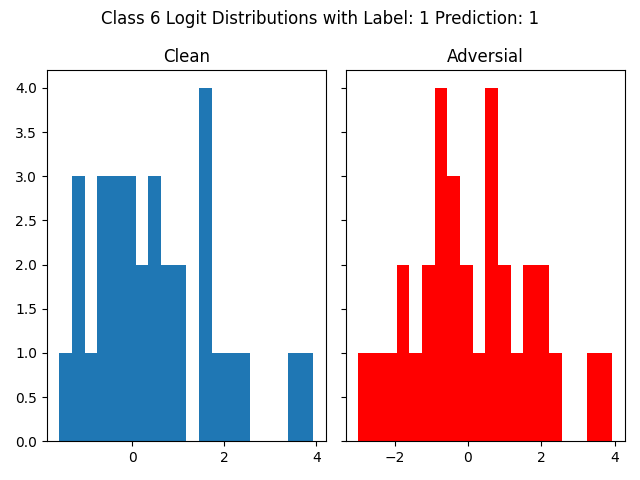 Class 6 Logit Distributions with Label: 1 Prediction: 1
Clean
Adversial
4.0
3.5
3.0
2.5
2.0
1.5
1.0
0.5
0.0
0 2 4
−2 0 2 4